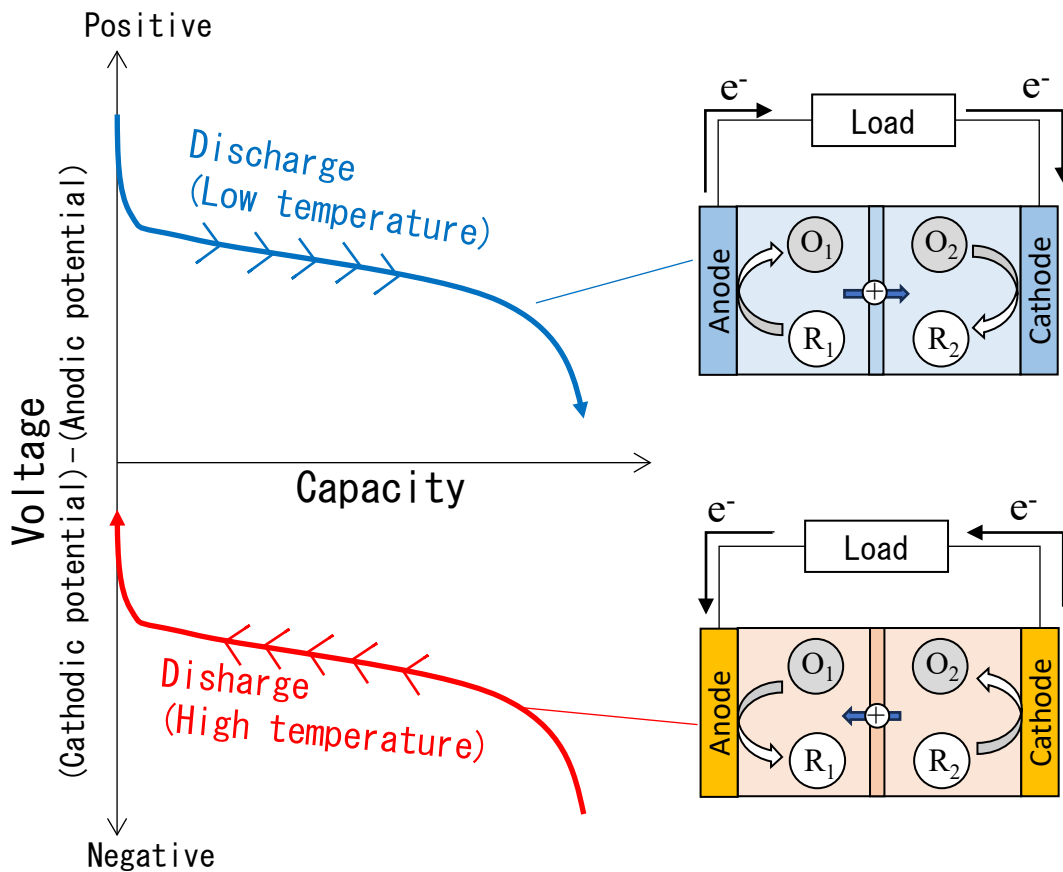 Positive
Voltage
(Cathodic potential)−(Anodic potential)
Discharge
(Low temperature)
Capacity
Disharge
(High temperature)
Negative
e-
e-
Load
Anode
O1
O2
+
R1
R2
Cathode
e-
e-
Load
Anode
O1
O2
+
R1
R2
Cathode